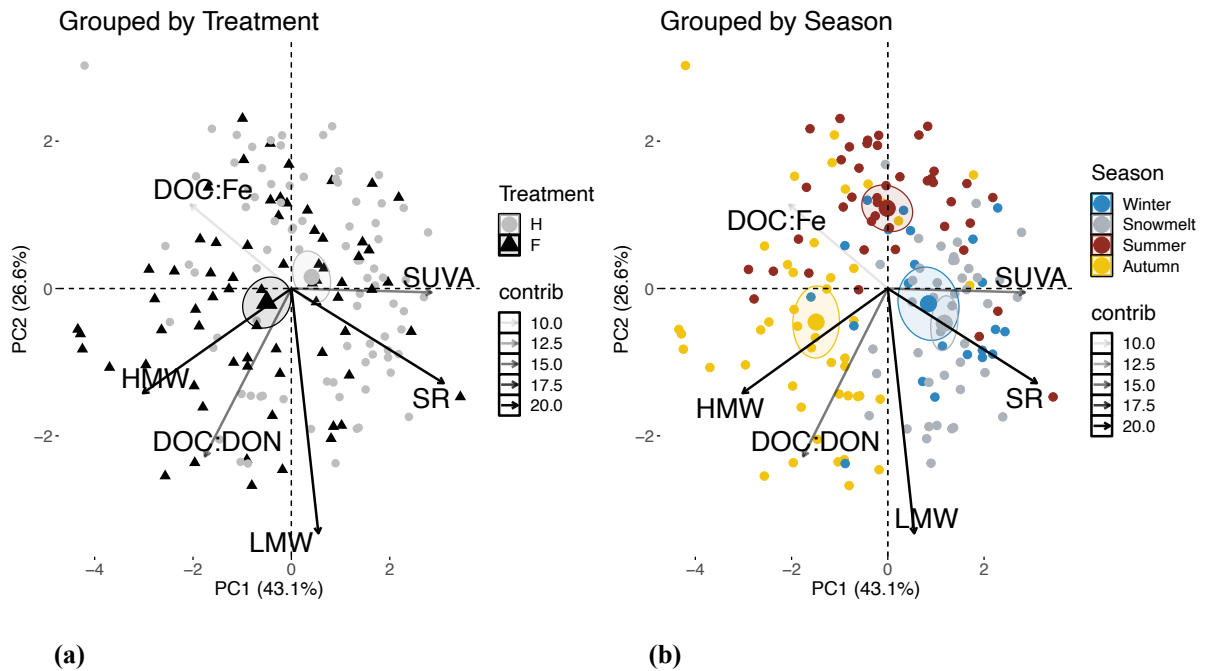 Grouped by Treatment
2
0
−2
−4
−2
0
2
PC1 (43.1%)
PC2 (26.6%)
DOC:Fe
SUVA
HMW
SR
DOC:DON
LMW
Treatment
H
F
contrib
10.0
12.5
15.0
17.5
20.0
(a)
Grouped by Season
2
0
−2
−4
−2
0
2
PC1 (43.1%)
PC2 (26.6%)
DOC:Fe
SUVA
HMW
SR
DOC:DON
LMW
Season
Winter
Snowmelt
Summer
Autumn
contrib
10.0
12.5
15.0
17.5
20.0
(b)